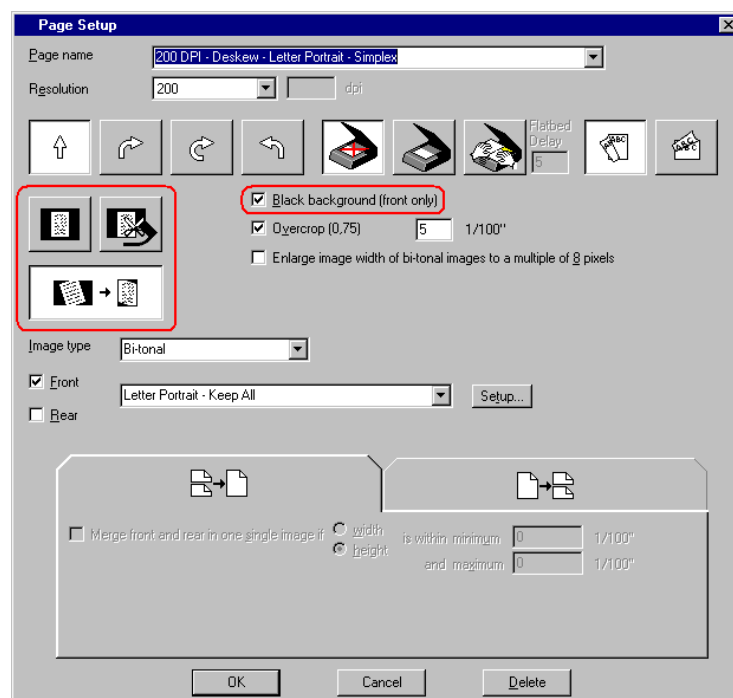 Page Setup
Page name 200 DPI - Deskew - Letter Portrait - Simplex
Resolution 200 dpi
Flatbed
Delay
5
ABC ABC
Black background (front only)
Overcrop (0,75) 5 1/100"
Enlarge image width of bi-tonal images to a multiple of 8 pixels
Image type Bi-tonal
Front
Letter Portrait - Keep All Setup...
Rear
Merge front and rear in one single image if width
height
is within minimum 0 1/100"
and maximum 0 1/100"
OK Cancel Delete